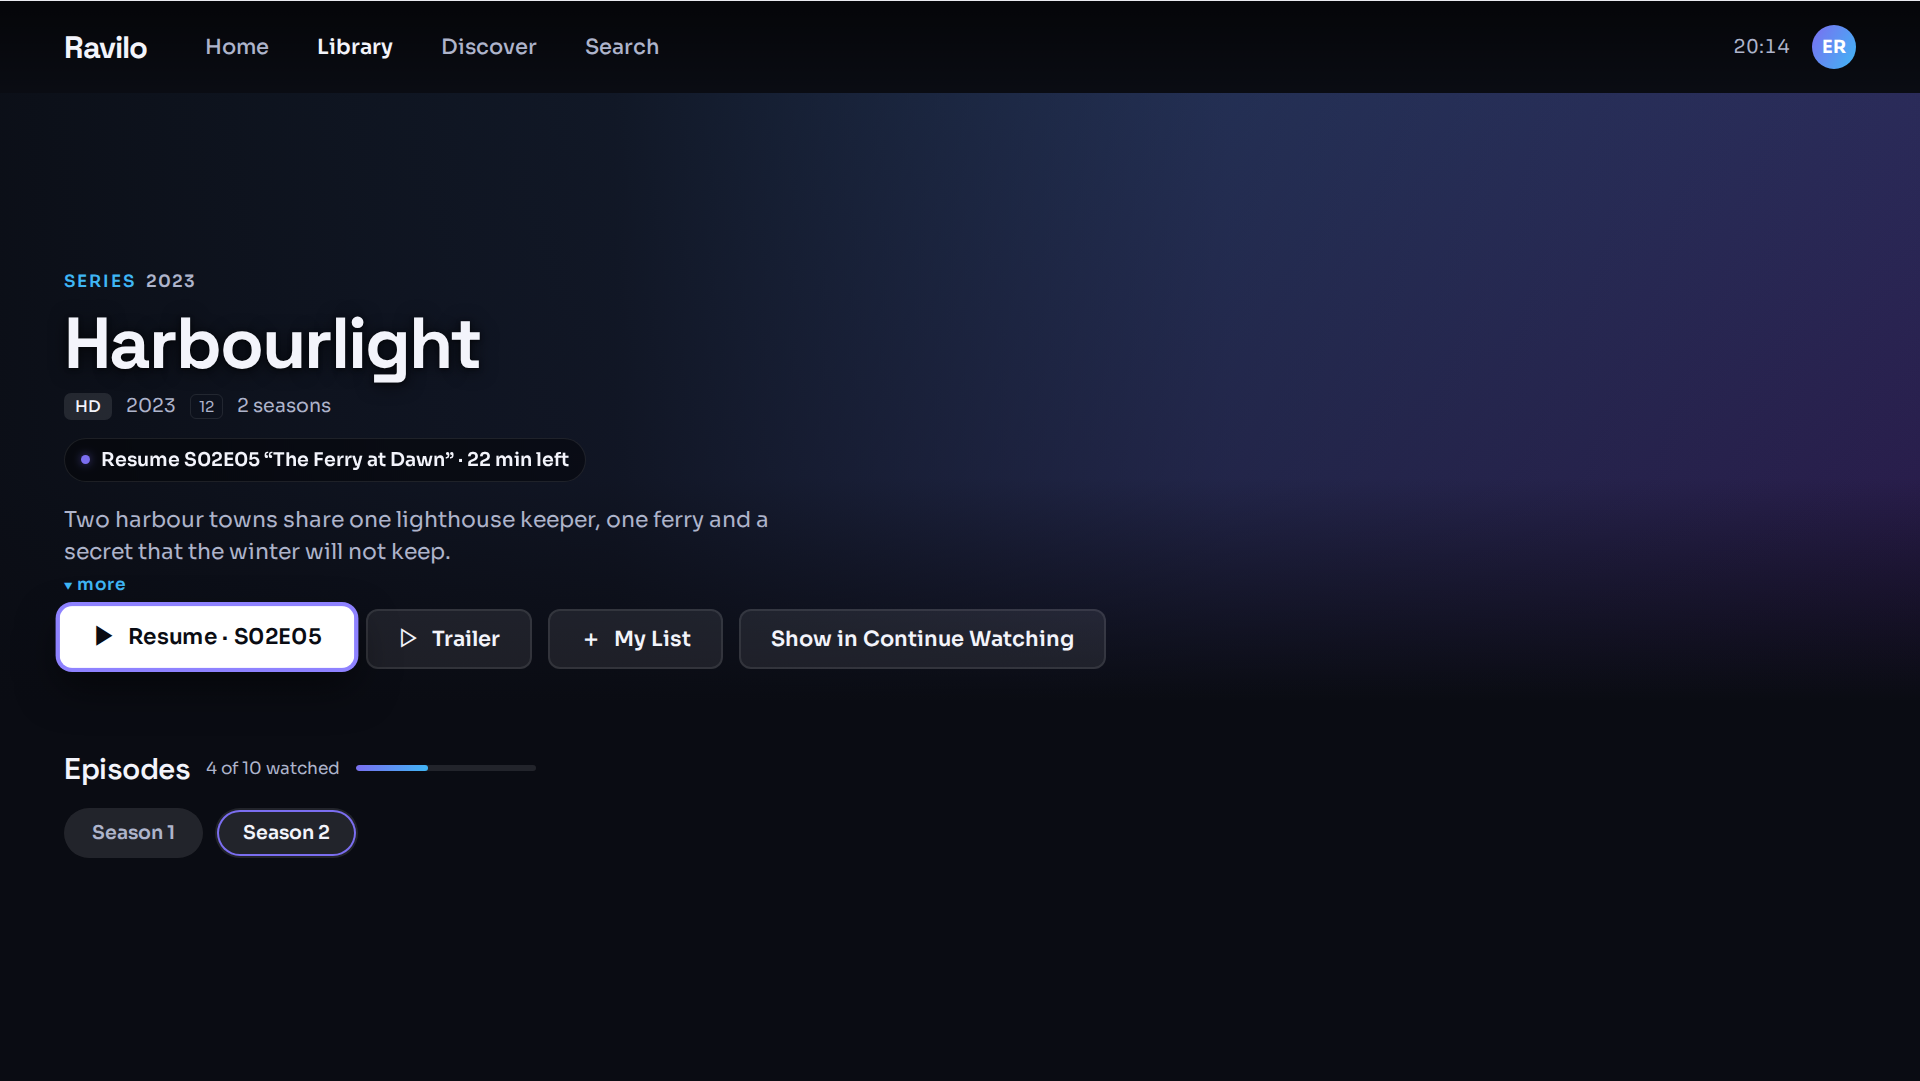 Ravilo Home Library Discover Search 20:14 ER
SERIES 2023
Harbourlight
HD 2023 12 2 seasons
Resume S02E05 “The Ferry at Dawn” · 22 min left
Two harbour towns share one lighthouse keeper, one ferry and a
secret that the winter will not keep.
▾ more
▶ Resume · S02E05 ▷ Trailer + My List Show in Continue Watching
Episodes 4 of 10 watched
Season 1 Season 2